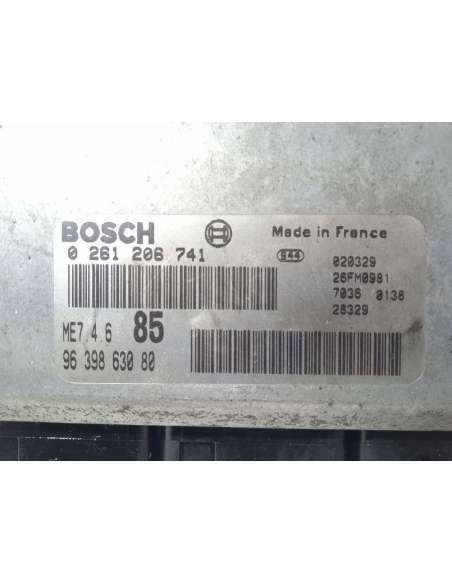 BOSCH
Made in France
0 261 206 741
S44
020329
26FM0981
7036 0138
28329
ME7.4.6 85
96 398 630 80